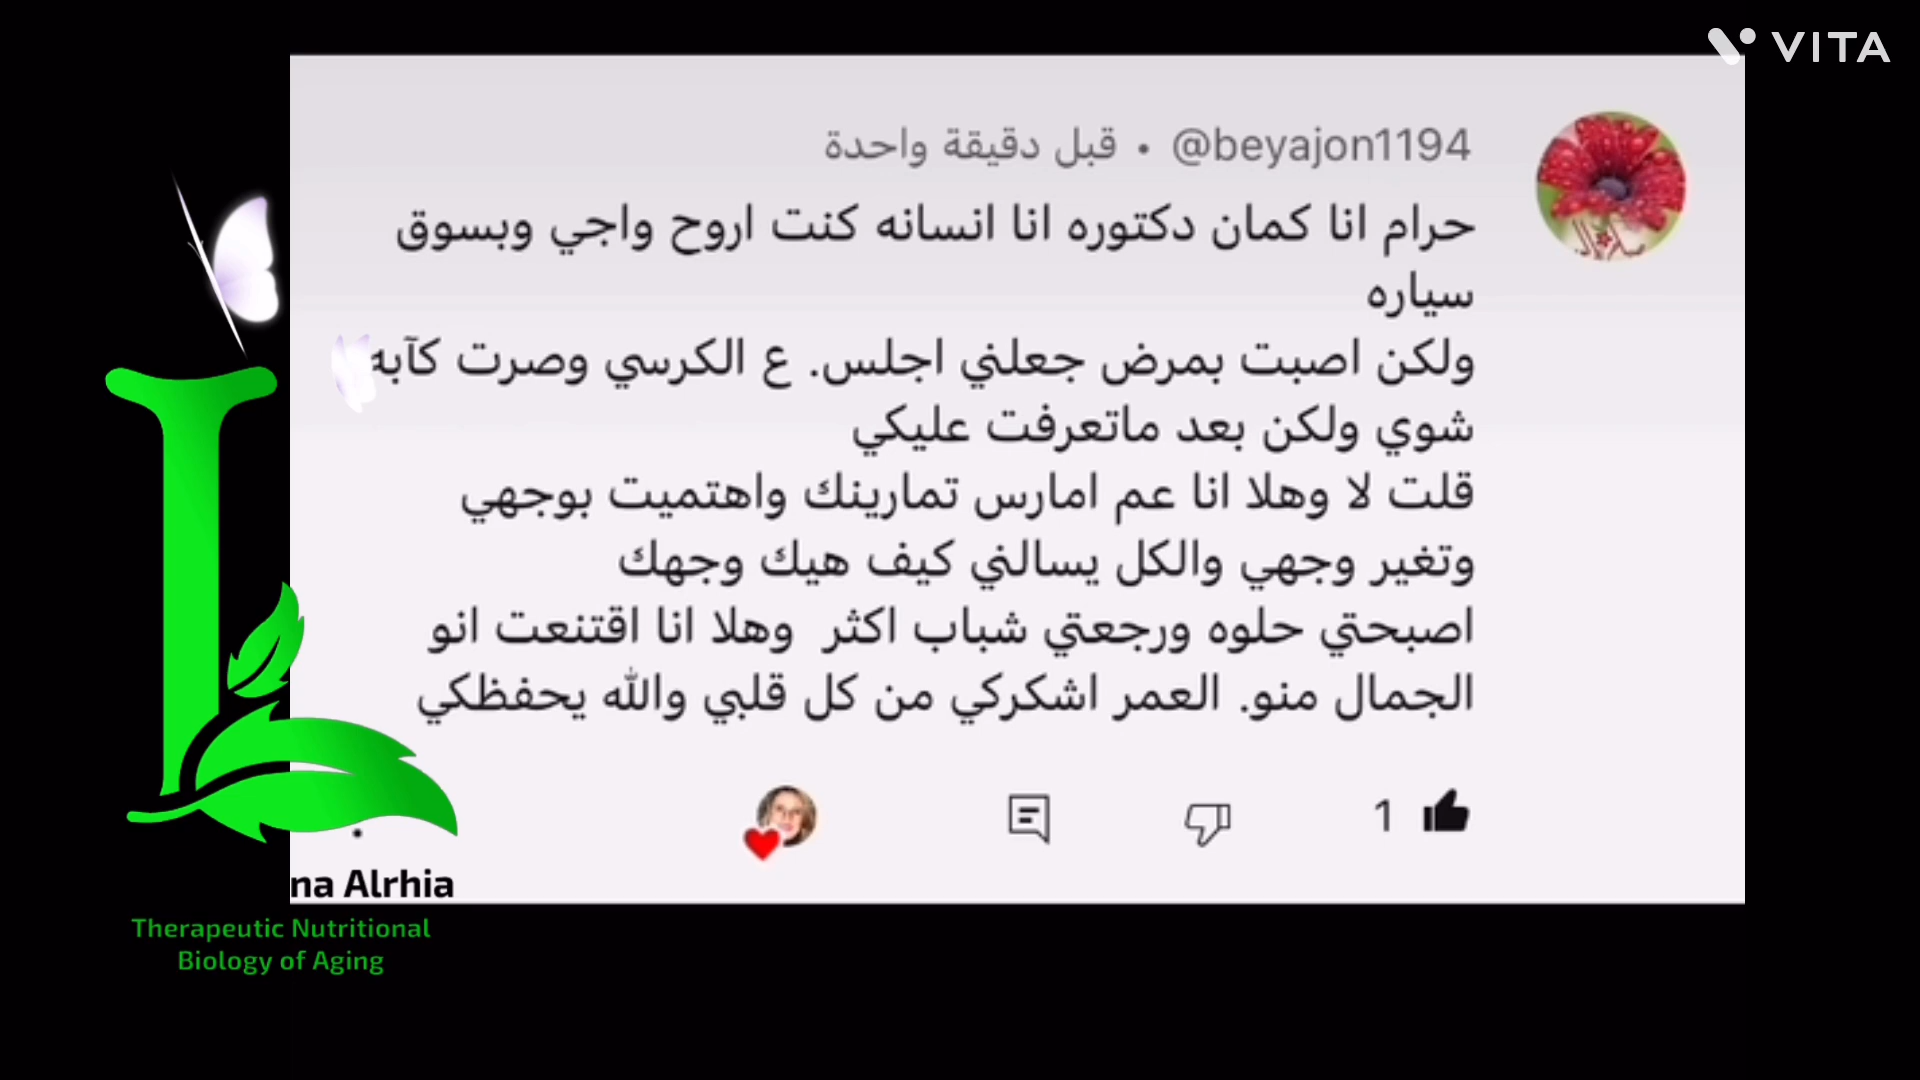 VITA
@beyajon1194 • قبل دقيقة واحدة
حرام انا كمان دكتوره انا انسانه كنت اروح واجي وبسوق
سياره
ولكن اصبت بمرض جعلني اجلس. ع الكرسي وصرت كآبه
شوي ولكن بعد ماتعرفت عليكي
قلت لا وهلا انا عم امارس تمارينك واهتميت بوجهي
وتغير وجهي والكل يسالني كيف هيك وجهك
اصبحتي حلوه ورجعتي شباب اكثر وهلا انا اقتنعت انو
الجمال منو. العمر اشكركي من كل قلبي والله يحفظكي
1
na Alrhia
Therapeutic Nutritional
Biology of Aging